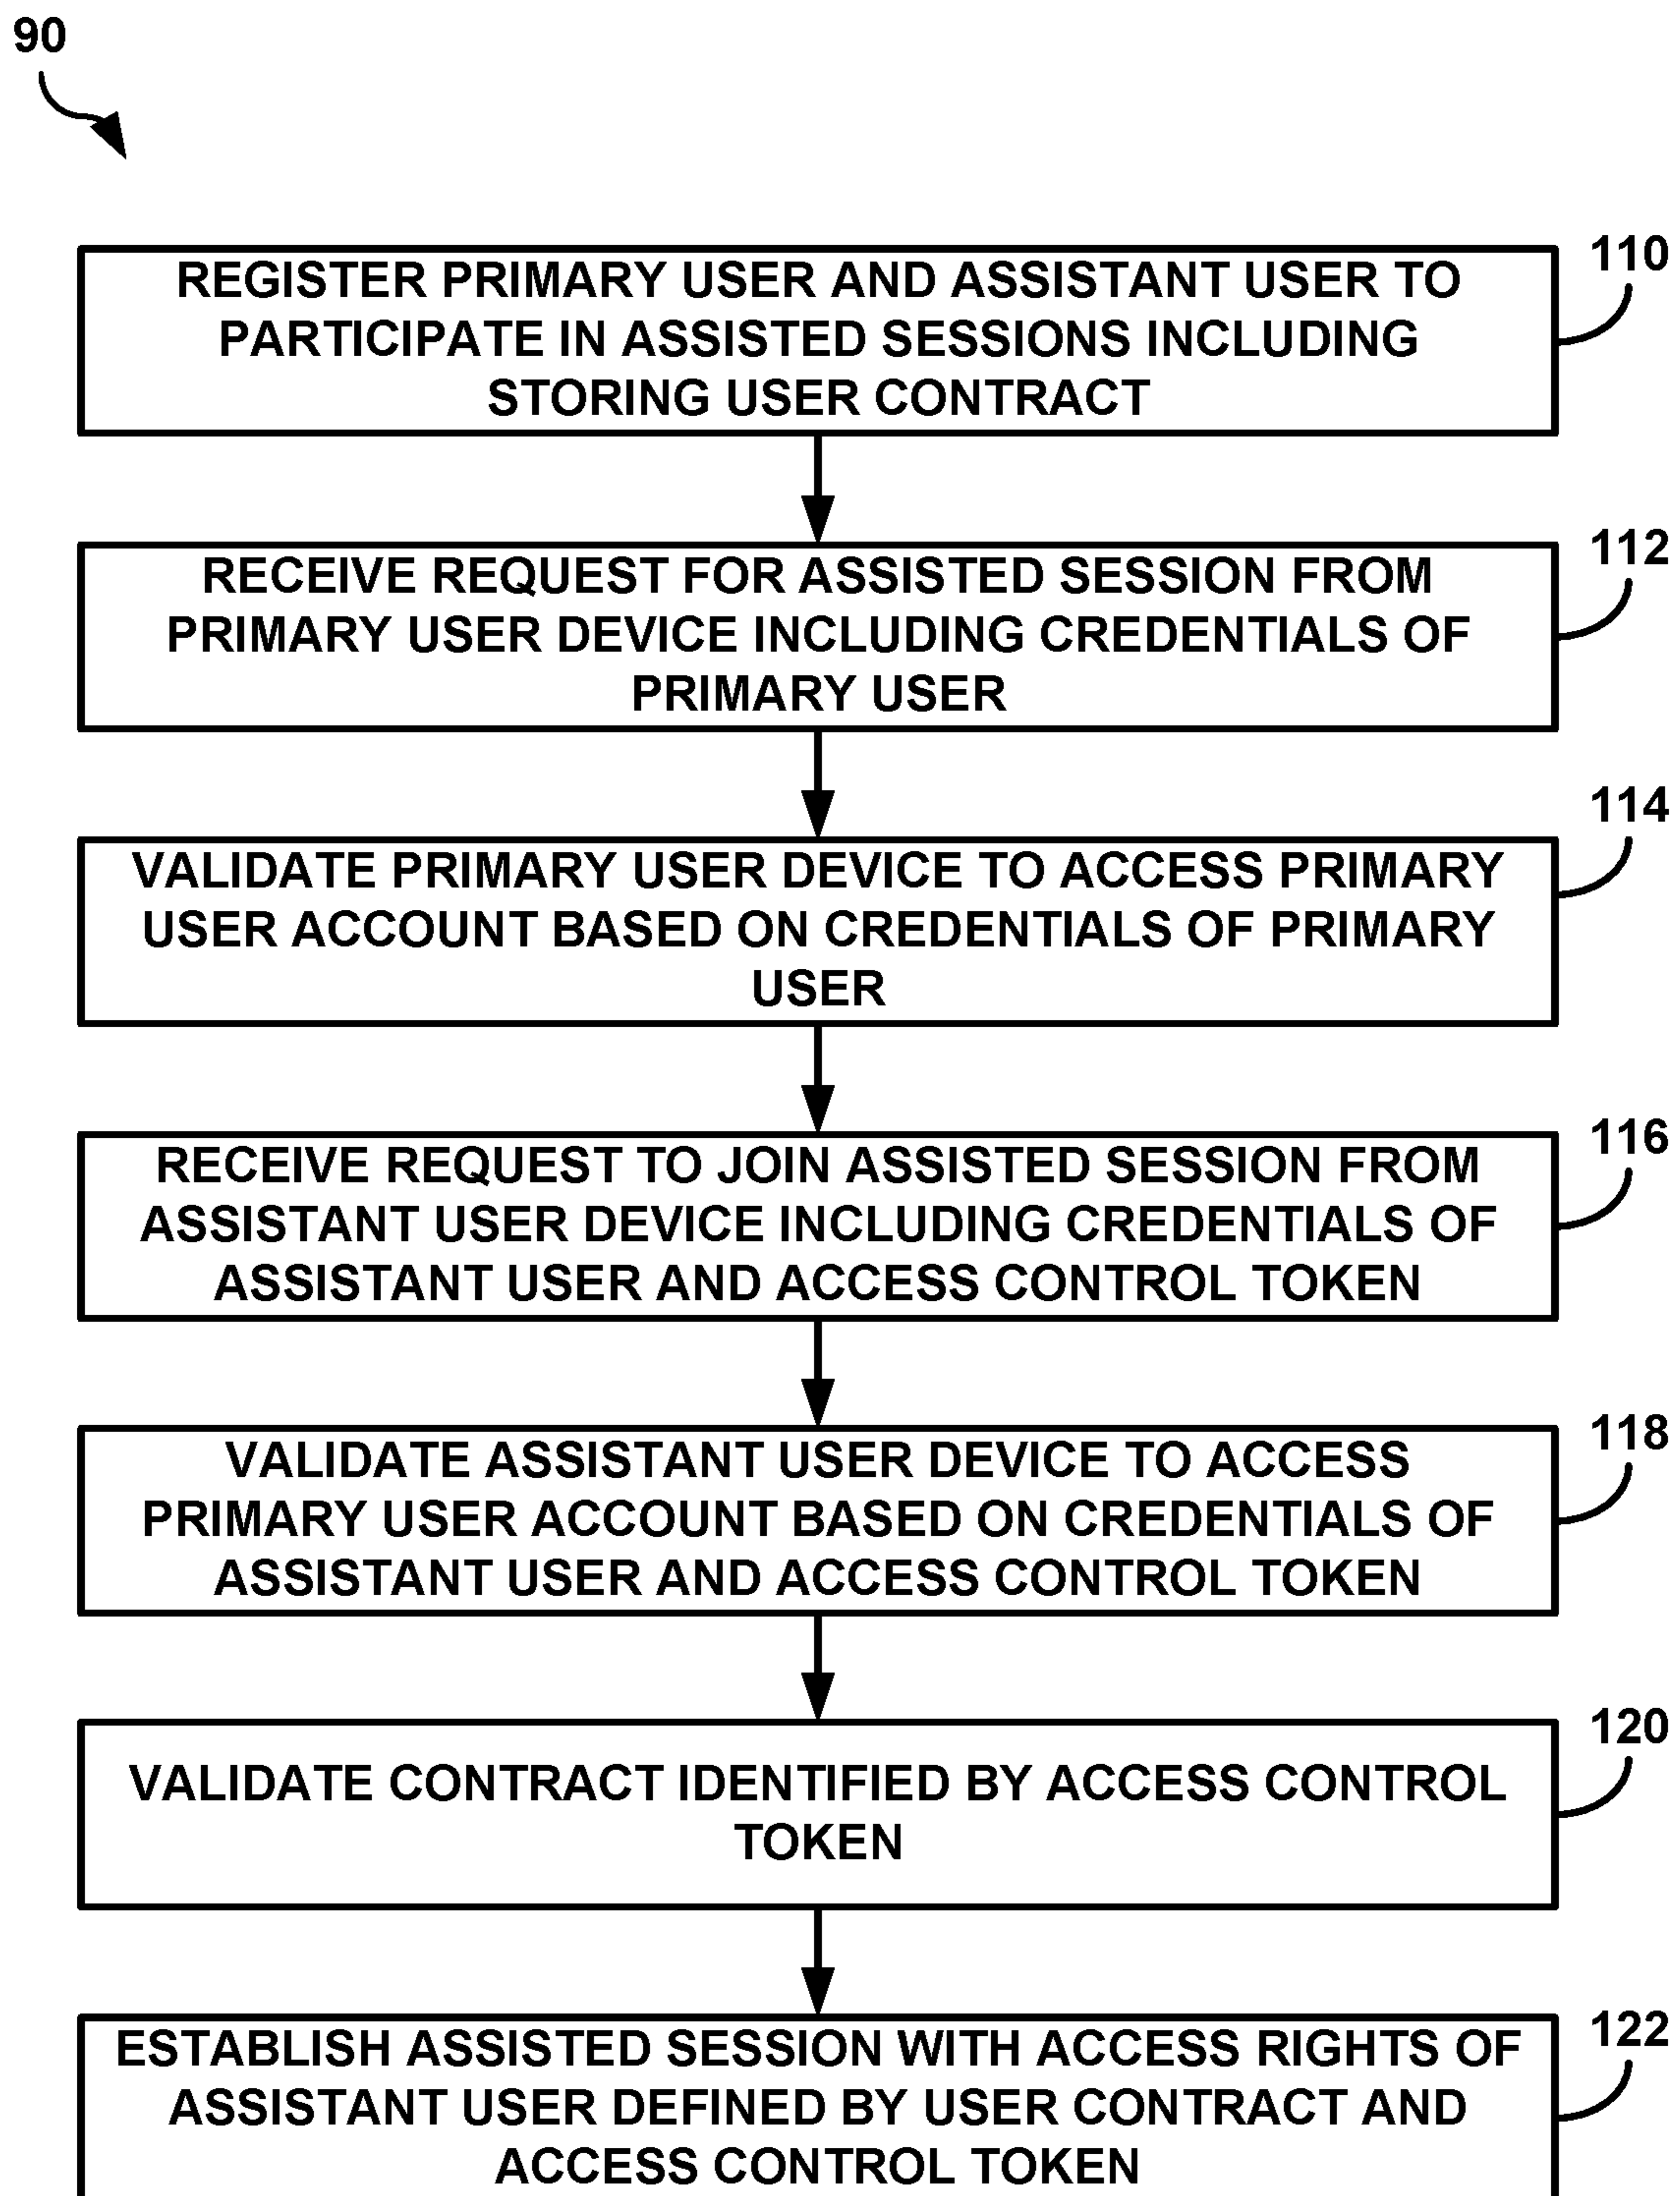 90
110
REGISTER PRIMARY USER AND ASSISTANT USER TO
PARTICIPATE IN ASSISTED SESSIONS INCLUDING
STORING USER CONTRACT
112
RECEIVE REQUEST FOR ASSISTED SESSION FROM
PRIMARY USER DEVICE INCLUDING CREDENTIALS OF
PRIMARY USER
114
VALIDATE PRIMARY USER DEVICE TO ACCESS PRIMARY
USER ACCOUNT BASED ON CREDENTIALS OF PRIMARY
USER
116
RECEIVE REQUEST TO JOIN ASSISTED SESSION FROM
ASSISTANT USER DEVICE INCLUDING CREDENTIALS OF
ASSISTANT USER AND ACCESS CONTROL TOKEN
118
VALIDATE ASSISTANT USER DEVICE TO ACCESS
PRIMARY USER ACCOUNT BASED ON CREDENTIALS OF
ASSISTANT USER AND ACCESS CONTROL TOKEN
120
VALIDATE CONTRACT IDENTIFIED BY ACCESS CONTROL
TOKEN
122
ESTABLISH ASSISTED SESSION WITH ACCESS RIGHTS OF
ASSISTANT USER DEFINED BY USER CONTRACT AND
ACCESS CONTROL TOKEN